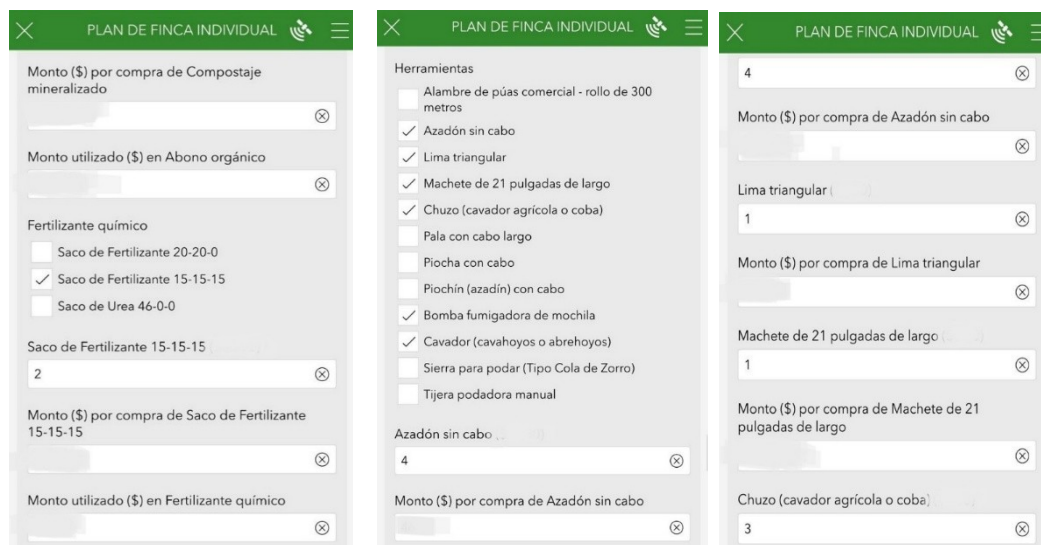 PLAN DE FINCA INDIVIDUAL
Monto ($) por compra de Compostaje
mineralizado
Monto utilizado ($) en Abono orgánico
Fertilizante químico
Saco de Fertilizante 20-20-0
Saco de Fertilizante 15-15-15
Saco de Urea 46-0-0
Saco de Fertilizante 15-15-15
2
Monto ($) por compra de Saco de Fertilizante
15-15-15
Monto utilizado ($) en Fertilizante químico
PLAN DE FINCA INDIVIDUAL
Herramientas
Alambre de púas comercial - rollo de 300
metros
Azadón sin cabo
Lima triangular
Machete de 21 pulgadas de largo
Chuzo (cavador agrícola o coba)
Pala con cabo largo
Piocha con cabo
Piochín (azadín) con cabo
Bomba fumigadora de mochila
Cavador (cavahoyos o abrehoyos)
Sierra para podar (Tipo Cola de Zorro)
Tijera podadora manual
Azadón sin cabo
4
Monto ($) por compra de Azadón sin cabo
PLAN DE FINCA INDIVIDUAL
4
Monto ($) por compra de Azadón sin cabo
Lima triangular (
1
Monto ($) por compra de Lima triangular
Machete de 21 pulgadas de largo
1
Monto ($) por compra de Machete de 21
pulgadas de largo
Chuzo (cavador agrícola o coba)
3